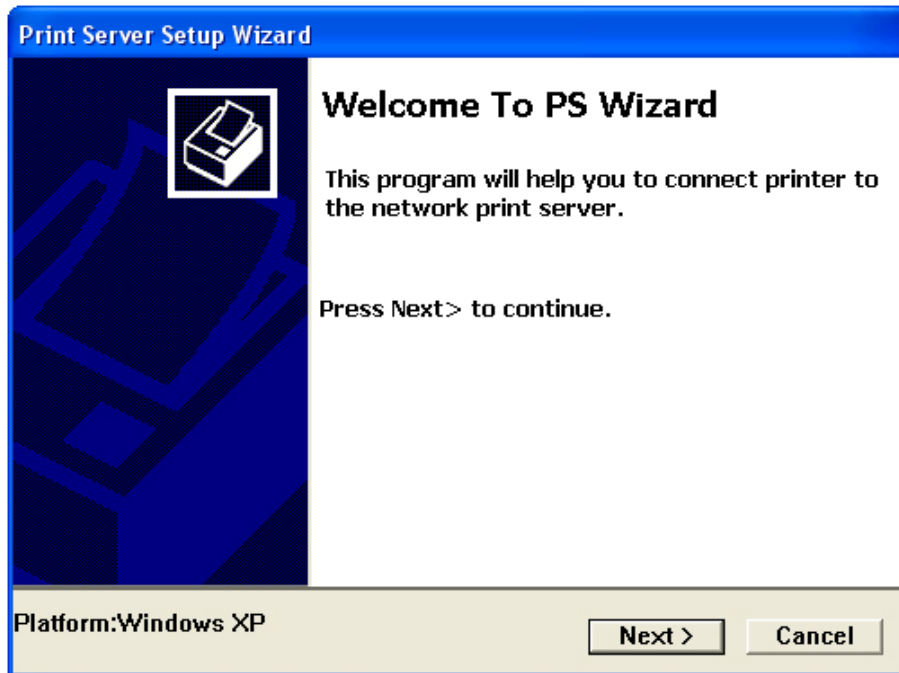 Print Server Setup Wizard
Welcome To PS Wizard
This program will help you to connect printer to
the network print server.
Press Next> to continue.
Platform:Windows XP
Next >
Cancel